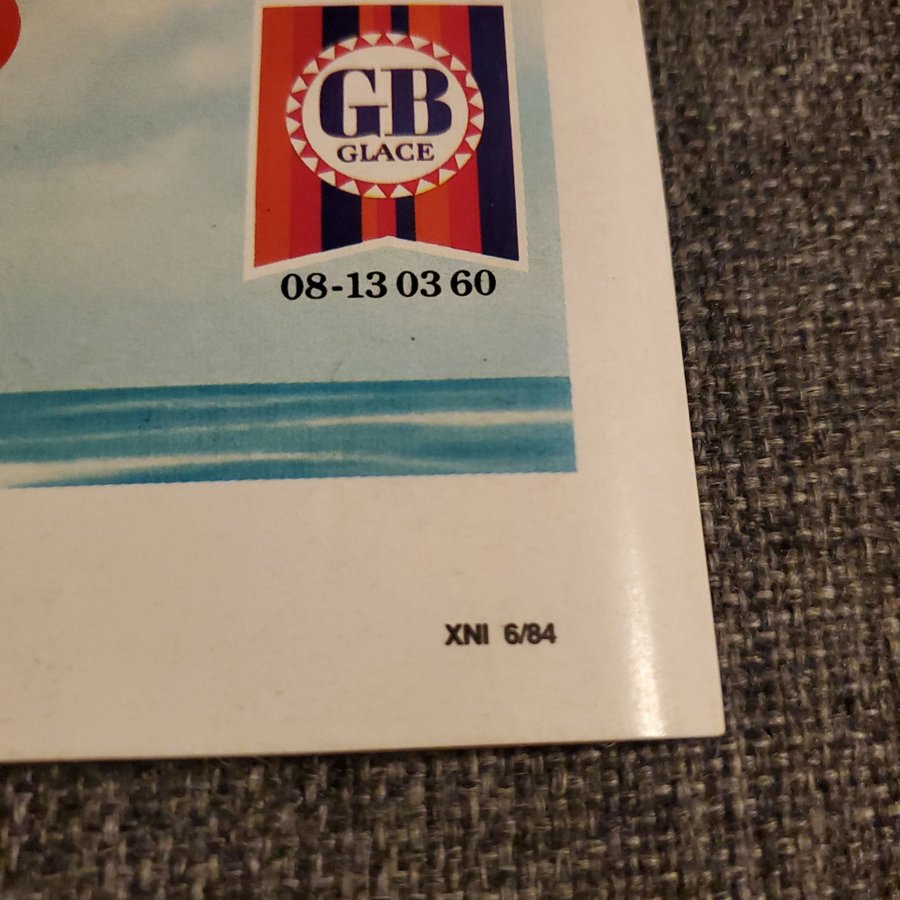 GB
GLACE
08-13 03 60
XNI 6/84